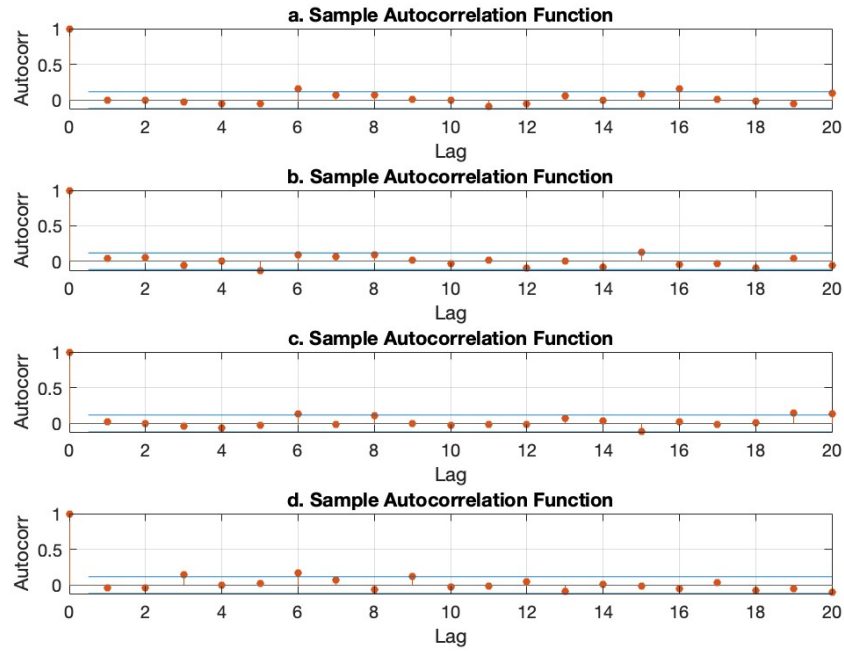 a. Sample Autocorrelation Function
Autocorr
1
0.5
0
0 2 4 6 8 10 12 14 16 18 20
Lag
b. Sample Autocorrelation Function
Autocorr
1
0.5
0
0 2 4 6 8 10 12 14 16 18 20
Lag
c. Sample Autocorrelation Function
Autocorr
1
0.5
0
0 2 4 6 8 10 12 14 16 18 20
Lag
d. Sample Autocorrelation Function
Autocorr
1
0.5
0
0 2 4 6 8 10 12 14 16 18 20
Lag